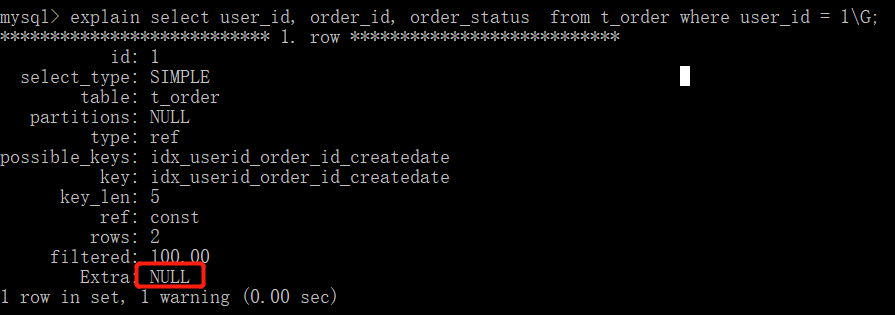 mysql> explain select user_id, order_id, order_status  from t_order where user_id = 1\G;
*************************** 1. row ***************************
id: 1
select_type: SIMPLE
table: t_order
partitions: NULL
type: ref
possible_keys: idx_userid_order_id_createdate
key: idx_userid_order_id_createdate
key_len: 5
ref: const
rows: 2
filtered: 100.00
Extra: NULL
1 row in set, 1 warning (0.00 sec)